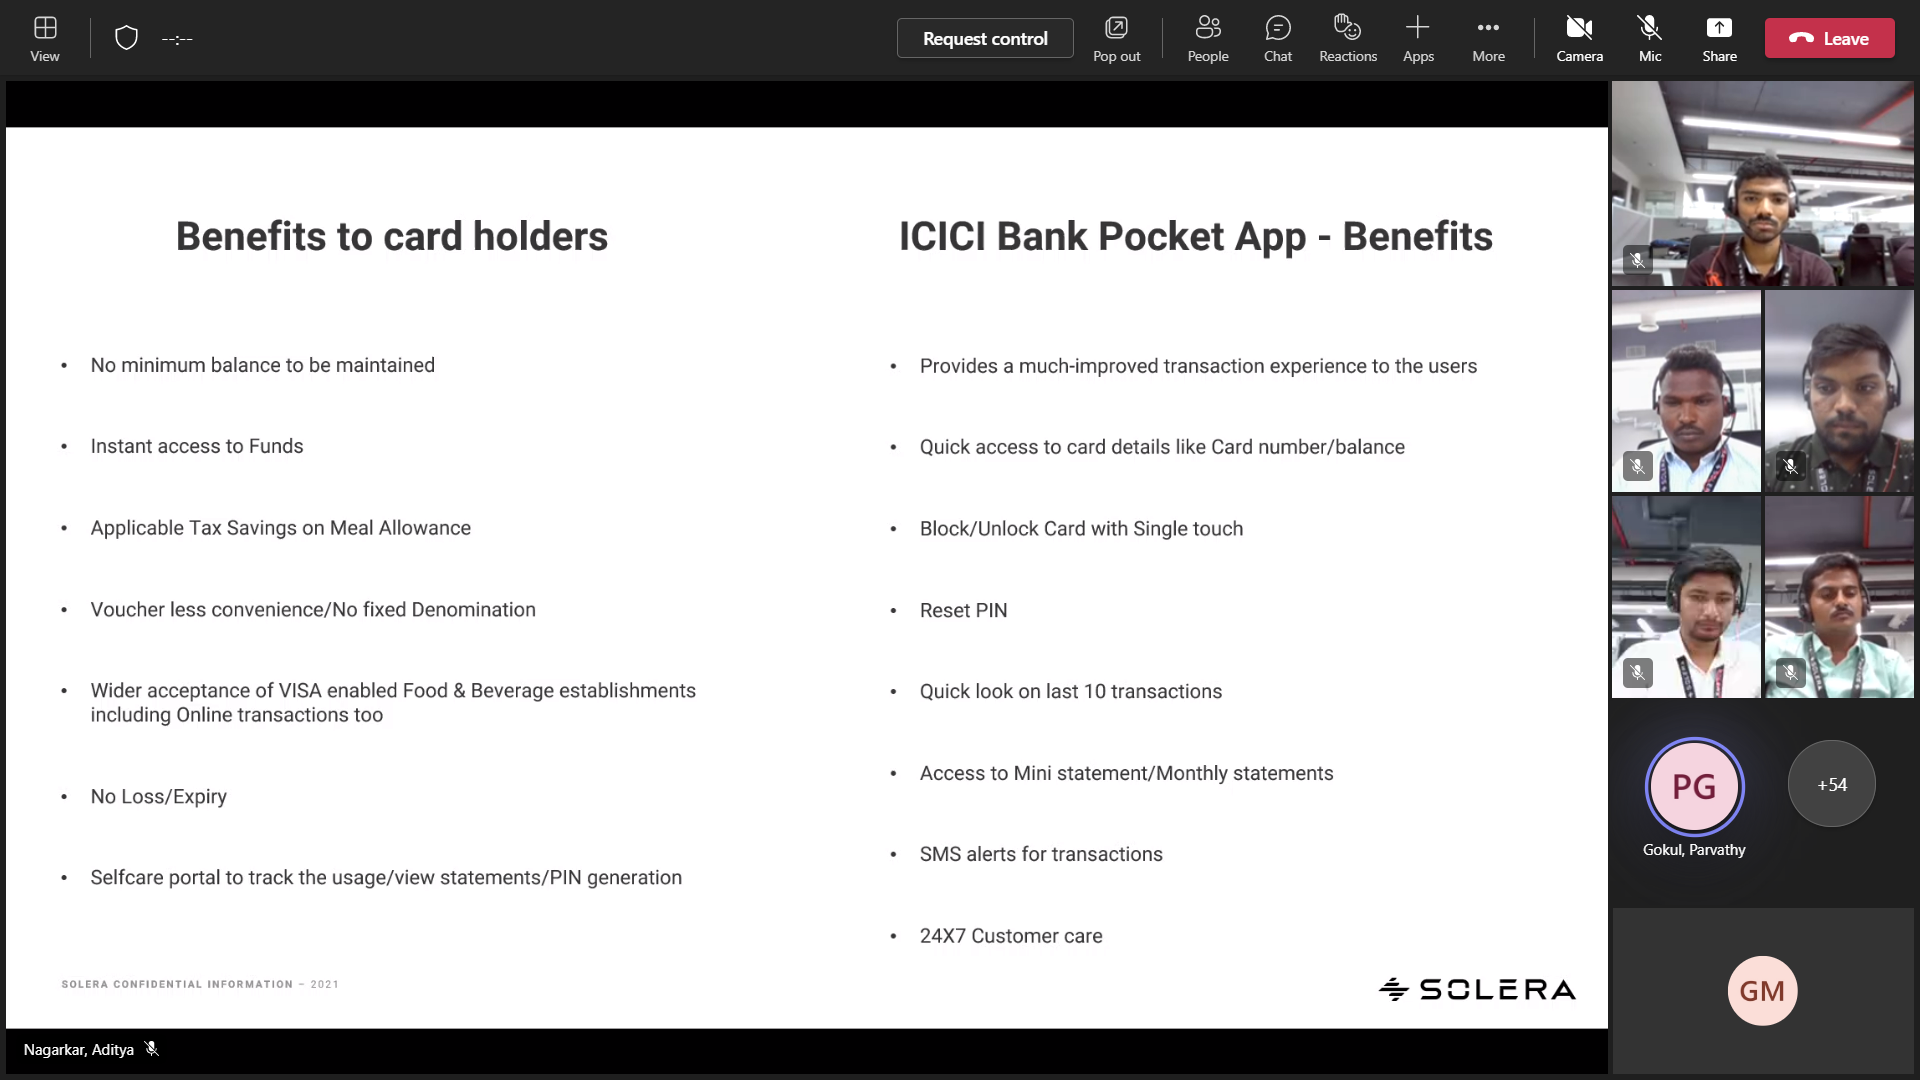 View
--:--
Request control
Pop out
People
Chat
Reactions
Apps
More
Camera
Mic
Share
Leave
Benefits to card holders
• No minimum balance to be maintained
• Instant access to Funds
• Applicable Tax Savings on Meal Allowance
• Voucher less convenience/No fixed Denomination
• Wider acceptance of VISA enabled Food & Beverage establishments
including Online transactions too
• No Loss/Expiry
• Selfcare portal to track the usage/view statements/PIN generation
ICICI Bank Pocket App - Benefits
• Provides a much-improved transaction experience to the users
• Quick access to card details like Card number/balance
• Block/Unlock Card with Single touch
• Reset PIN
• Quick look on last 10 transactions
• Access to Mini statement/Monthly statements
• SMS alerts for transactions
• 24X7 Customer care
SOLERA CONFIDENTIAL INFORMATION – 2021
SOLERA
Nagarkar, Aditya
PG
Gokul, Parvathy
+54
GM